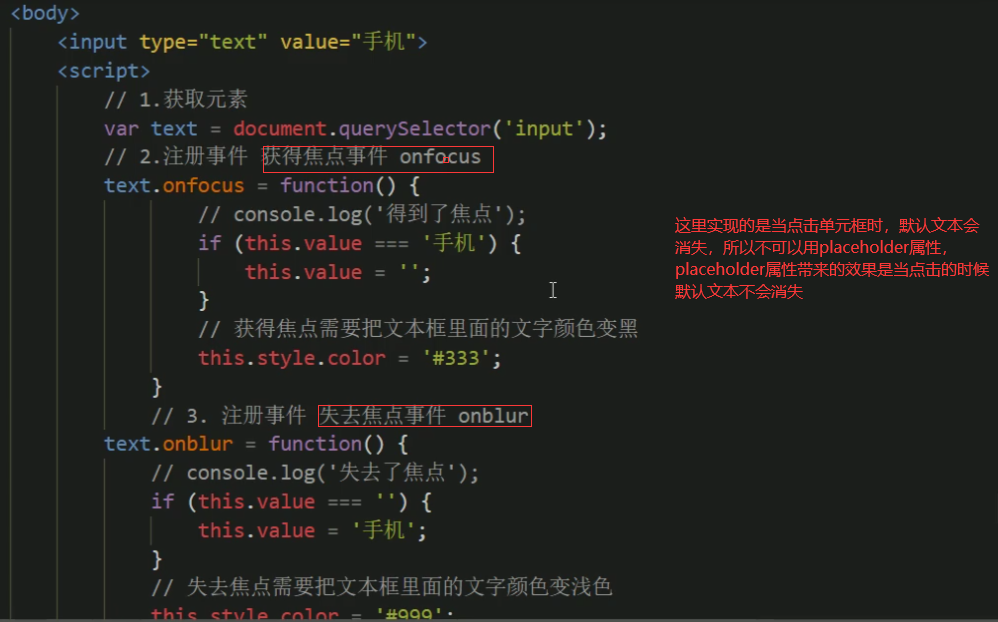 <body>
<input type="text" value="手机">
<script>
// 1.获取元素
var text = document.querySelector('input');
// 2.注册事件 获得焦点事件 onfocus
text.onfocus = function() {
// console.log('得到了焦点');
if (this.value === '手机') {
this.value = '';
}
// 获得焦点需要把文本框里面的文字颜色变黑
this.style.color = '#333';
}
// 3. 注册事件 失去焦点事件 onblur
text.onblur = function() {
// console.log('失去了焦点');
if (this.value === '') {
this.value = '手机';
}
// 失去焦点需要把文本框里面的文字颜色变浅色
this.style.color = '#999';
这里实现的是当点击单元框时，默认文本会
消失，所以不可以用placeholder属性，
placeholder属性带来的效果是当点击的时候
默认文本不会消失